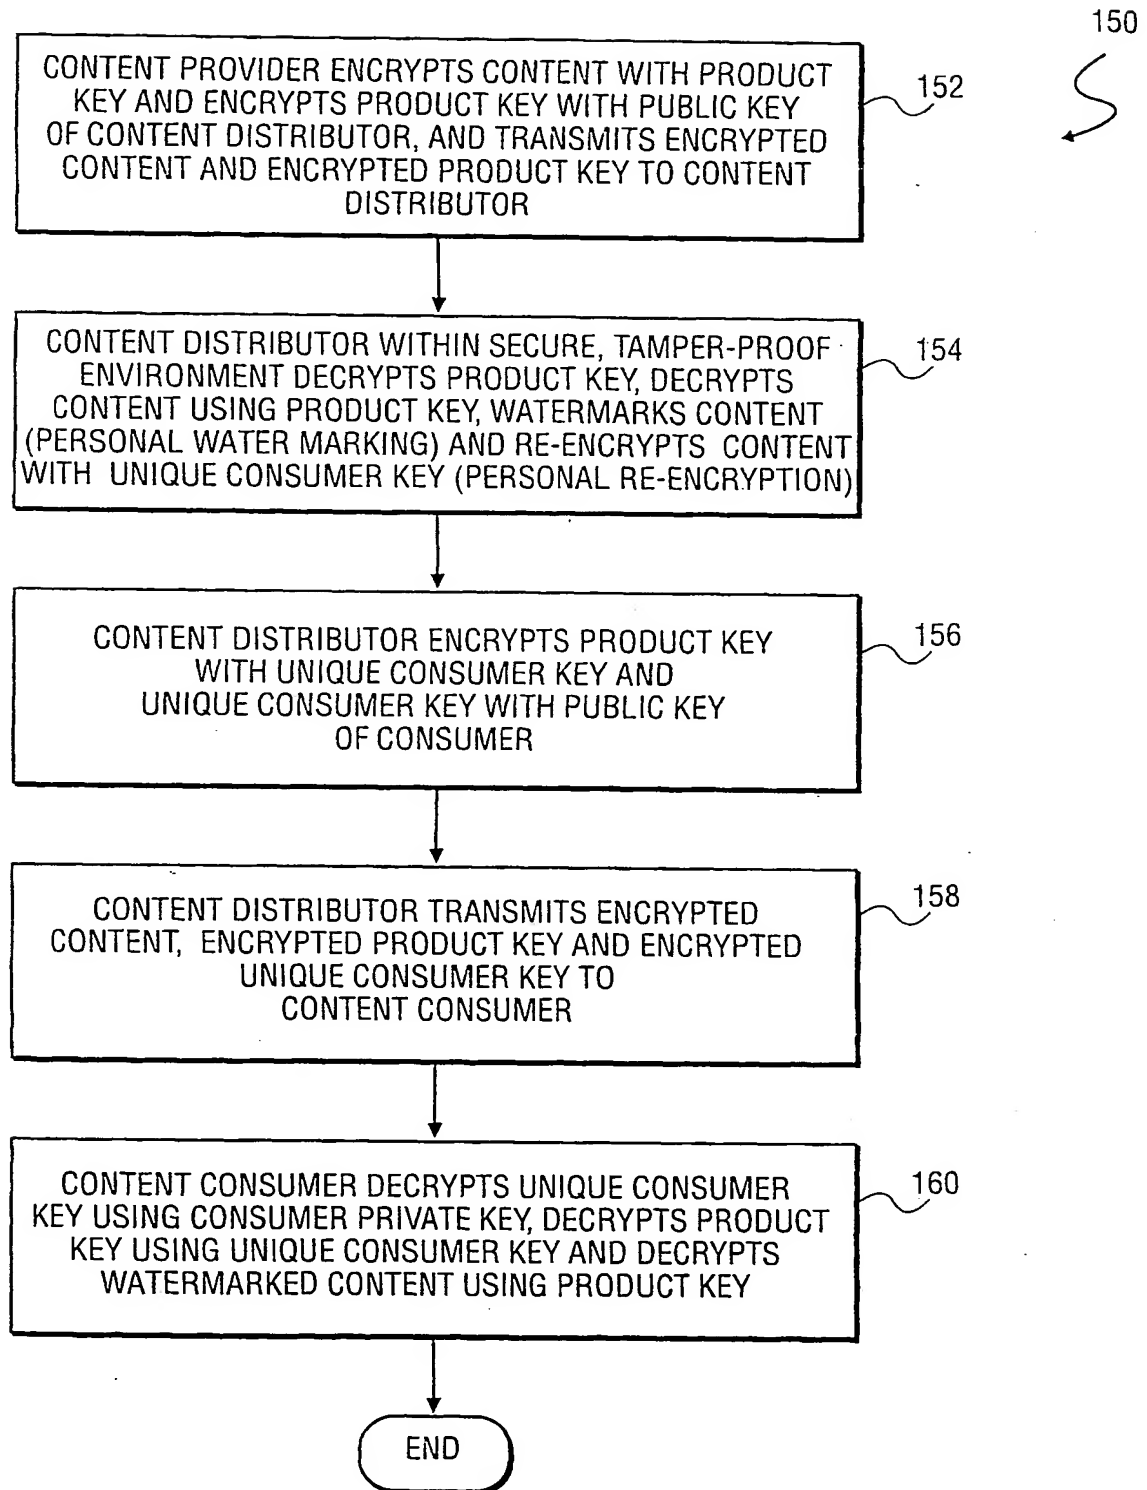 150
CONTENT PROVIDER ENCRYPTS CONTENT WITH PRODUCT
KEY AND ENCRYPTS PRODUCT KEY WITH PUBLIC KEY
OF CONTENT DISTRIBUTOR, AND TRANSMITS ENCRYPTED
CONTENT AND ENCRYPTED PRODUCT KEY TO CONTENT
DISTRIBUTOR
152
CONTENT DISTRIBUTOR WITHIN SECURE, TAMPER-PROOF
ENVIRONMENT DECRYPTS PRODUCT KEY, DECRYPTS
CONTENT USING PRODUCT KEY, WATERMARKS CONTENT
(PERSONAL WATER MARKING) AND RE-ENCRYPTS CONTENT
WITH UNIQUE CONSUMER KEY (PERSONAL RE-ENCRYPTION)
154
CONTENT DISTRIBUTOR ENCRYPTS PRODUCT KEY
WITH UNIQUE CONSUMER KEY AND
UNIQUE CONSUMER KEY WITH PUBLIC KEY
OF CONSUMER
156
CONTENT DISTRIBUTOR TRANSMITS ENCRYPTED
CONTENT, ENCRYPTED PRODUCT KEY AND ENCRYPTED
UNIQUE CONSUMER KEY TO
CONTENT CONSUMER
158
CONTENT CONSUMER DECRYPTS UNIQUE CONSUMER
KEY USING CONSUMER PRIVATE KEY, DECRYPTS PRODUCT
KEY USING UNIQUE CONSUMER KEY AND DECRYPTS
WATERMARKED CONTENT USING PRODUCT KEY
160
END